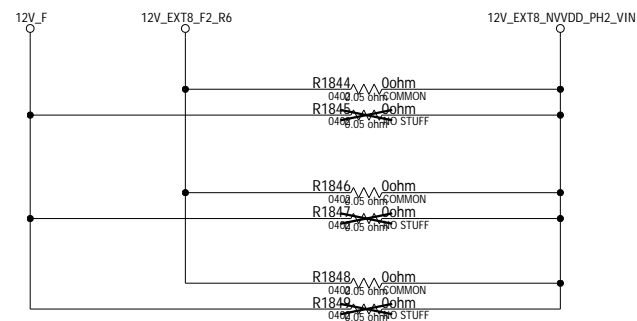 12V_F 12V_EXT8_F2_R6 12V_EXT8_NVVDD_PH2_VIN
R1844 0ohm
0402 0.05 ohm COMMON
R1845 0ohm
0402 0.05 ohm NO STUFF
R1846 0ohm
0402 0.05 ohm COMMON
R1847 0ohm
0402 0.05 ohm NO STUFF
R1848 0ohm
0402 0.05 ohm COMMON
R1849 0ohm
0402 0.05 ohm NO STUFF